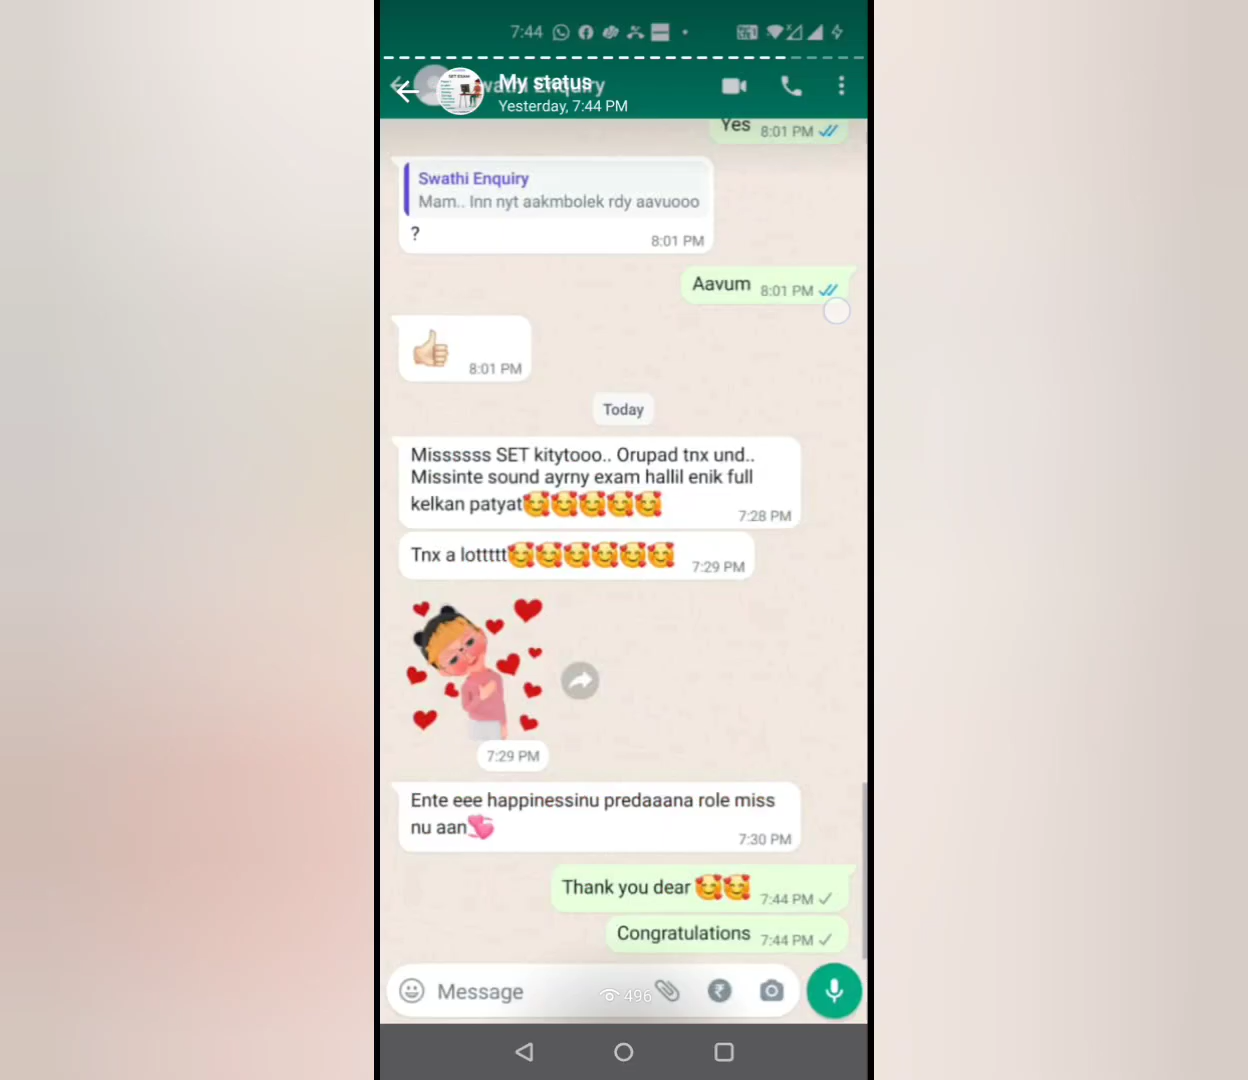 7:44
My status
Yesterday, 7:44 PM
Yes 8:01 PM
Swathi Enquiry
Mam.. Inn nyt aakmbolek rdy aavuooo
? 8:01 PM
Aavum 8:01 PM
👍🏻 8:01 PM
Today
Missssss SET kitytooo.. Orupad tnx und..
Missinte sound ayrny exam hallil enik full
kelkan patyat🥰🥰🥰🥰🥰 7:28 PM
Tnx a lottttt🥰🥰🥰🥰🥰🥰 7:29 PM
7:29 PM
Ente eee happinessinu predaaana role miss
nu aan💞 7:30 PM
Thank you dear 🥰🥰 7:44 PM
Congratulations 7:44 PM
Message 496